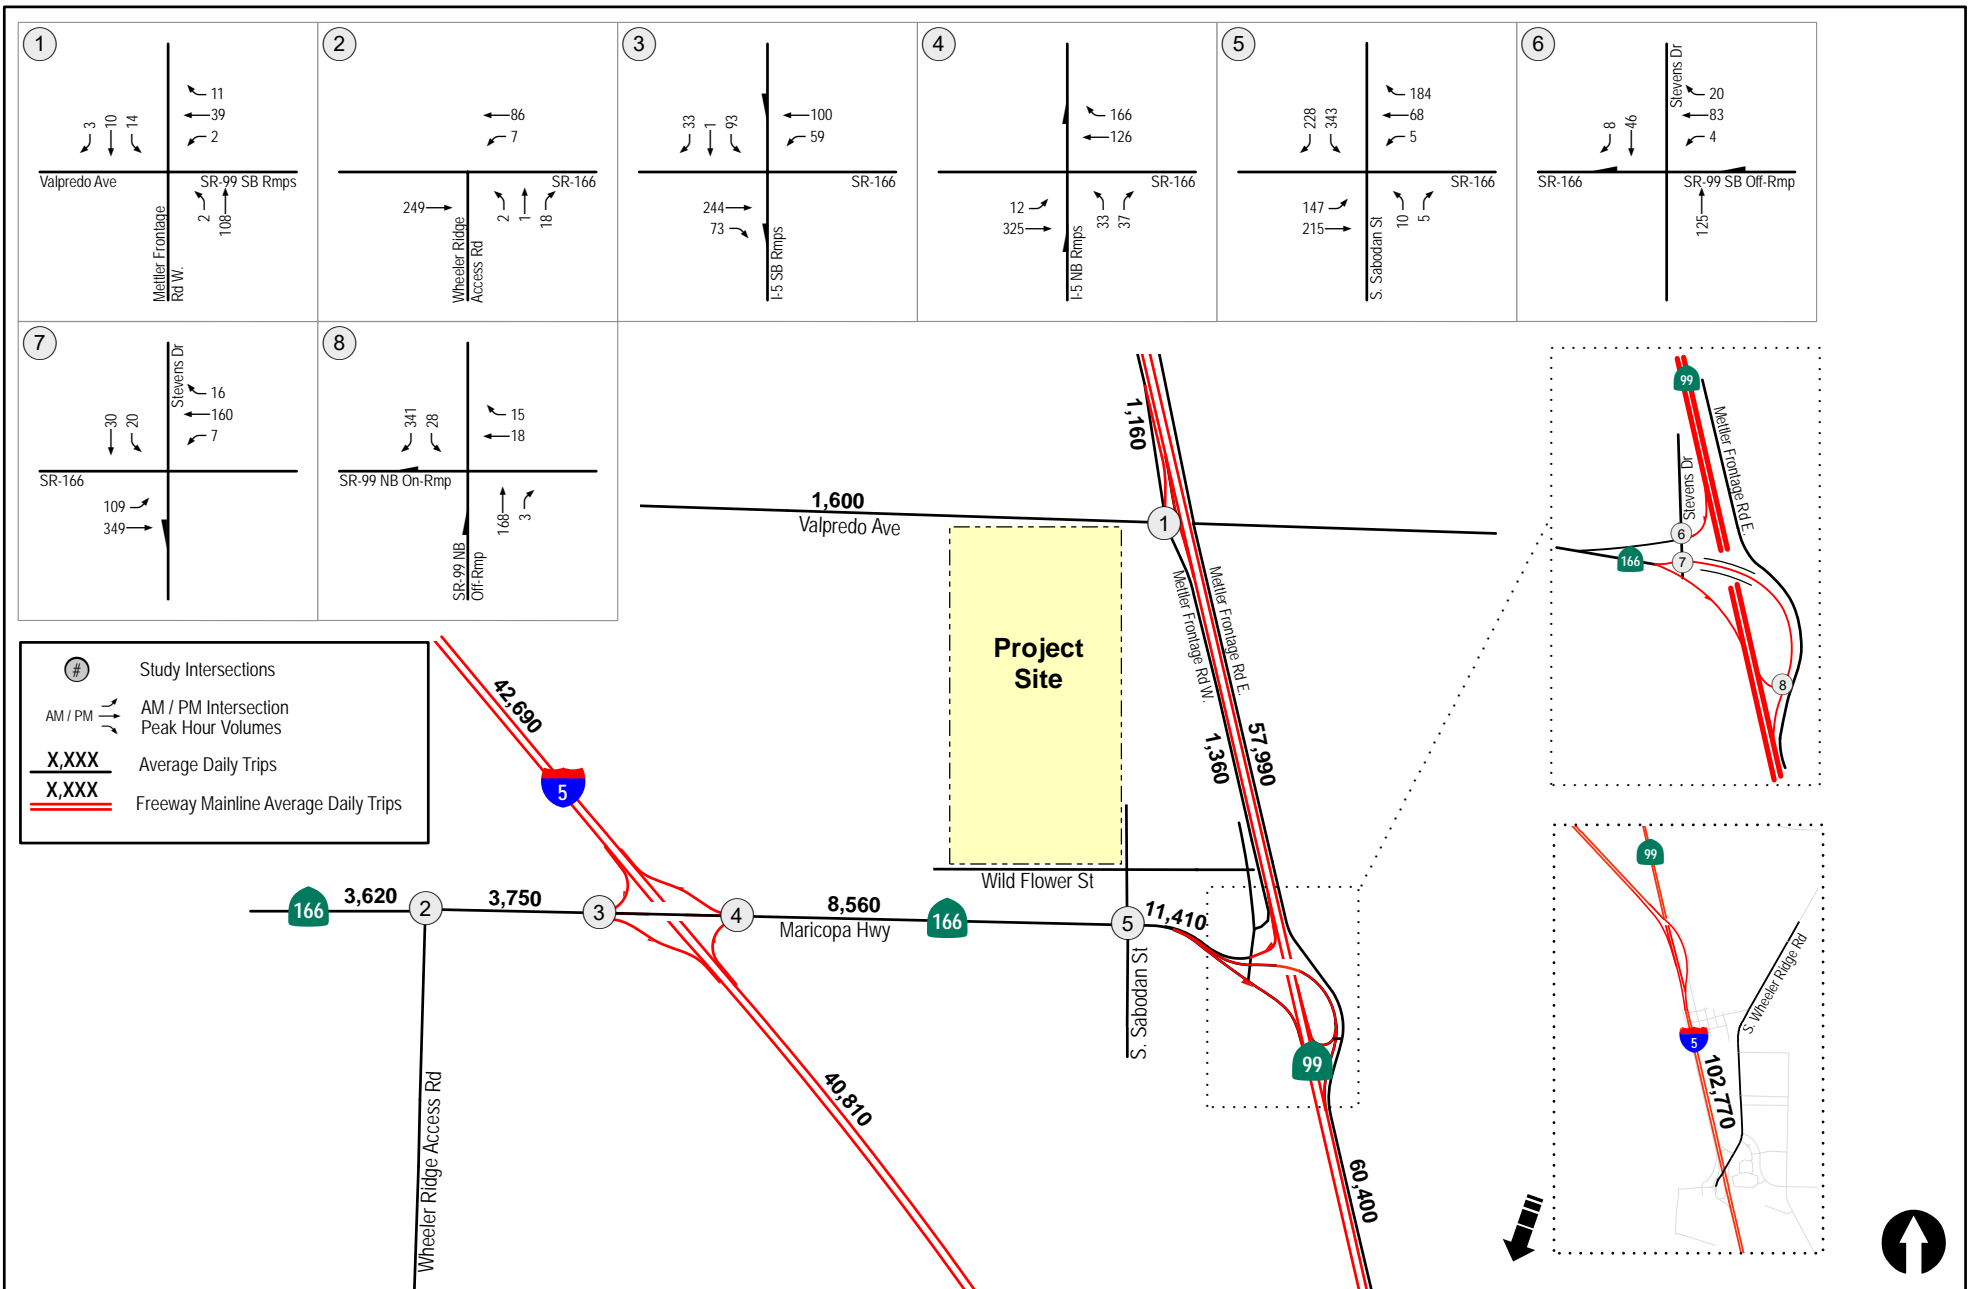 1
3
10
14
11
39
2
Valpredo Ave
SR-99 SB Rmps
Mettler Frontage
Rd W.
2
108
2
86
7
SR-166
249
Wheeler Ridge
Access Rd
2
1
18
3
33
1
93
100
59
SR-166
244
73
I-5 SB Rmps
4
166
126
SR-166
12
325
I-5 NB Rmps
33
37
5
228
343
184
68
5
SR-166
147
215
S. Sabodan St
10
5
6
8
46
Stevens Dr
20
83
4
SR-166
SR-99 SB Off-Rmp
125
7
30
20
Stevens Dr
16
160
7
SR-166
109
349
8
341
28
15
18
SR-99 NB On-Rmp
SR-99 NB
Off-Rmp
168
3
# Study Intersections
AM / PM
AM / PM Intersection
Peak Hour Volumes
X,XXX Average Daily Trips
X,XXX Freeway Mainline Average Daily Trips
1,160
1,600
Valpredo Ave
1
Project
Site
Mettler Frontage Rd W.
Mettler Frontage Rd E.
57,990
1,360
42,690
5
Wild Flower St
166
3,620
2
3,750
3
4
8,560
Maricopa Hwy
166
5
11,410
S. Sabodan St
99
60,400
40,810
Wheeler Ridge Access Rd
99
Mettler Frontage Rd E.
Stevens Dr
6
166
7
8
99
S. Wheeler Ridge Rd
5
102,770